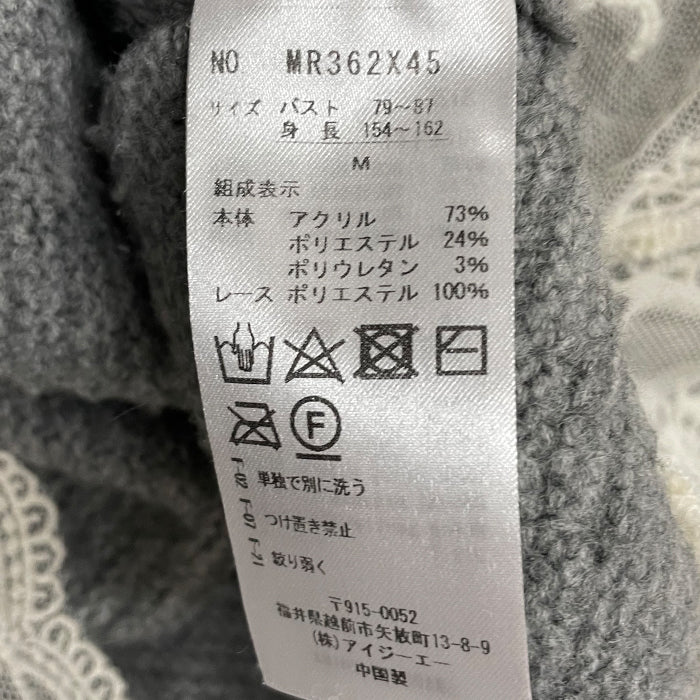 NO MR362X45
サイズ バスト 79~87
身長 154~162
M
組成表示
本体 アクリル 73%
ポリエステル 24%
ポリウレタン 3%
レース ポリエステル 100%
F
単独で別に洗う
つけ置き禁止
絞り弱く
〒915-0052
福井県越前市矢放町13-8-9
(株)アイジーエー
中国製